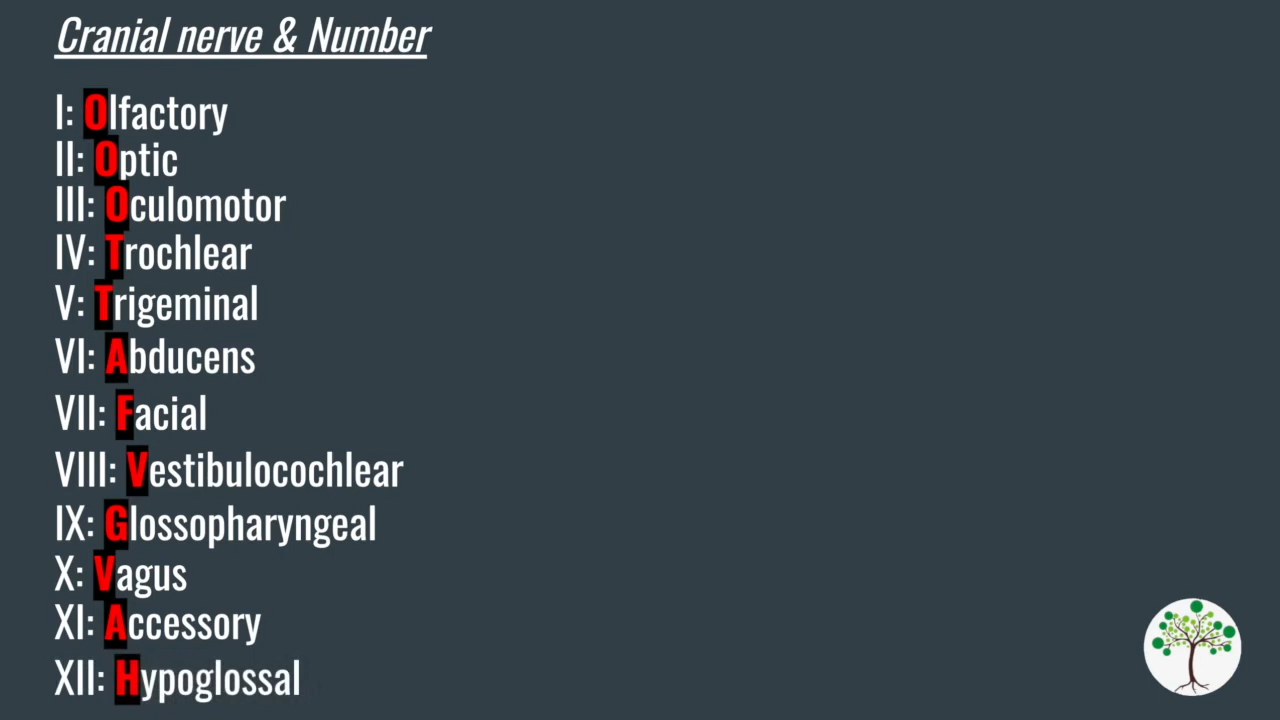 Cranial nerve & Number
I: Olfactory
II: Optic
III: Oculomotor
IV: Trochlear
V: Trigeminal
VI: Abducens
VII: Facial
VIII: Vestibulocochlear
IX: Glossopharyngeal
X: Vagus
XI: Accessory
XII: Hypoglossal